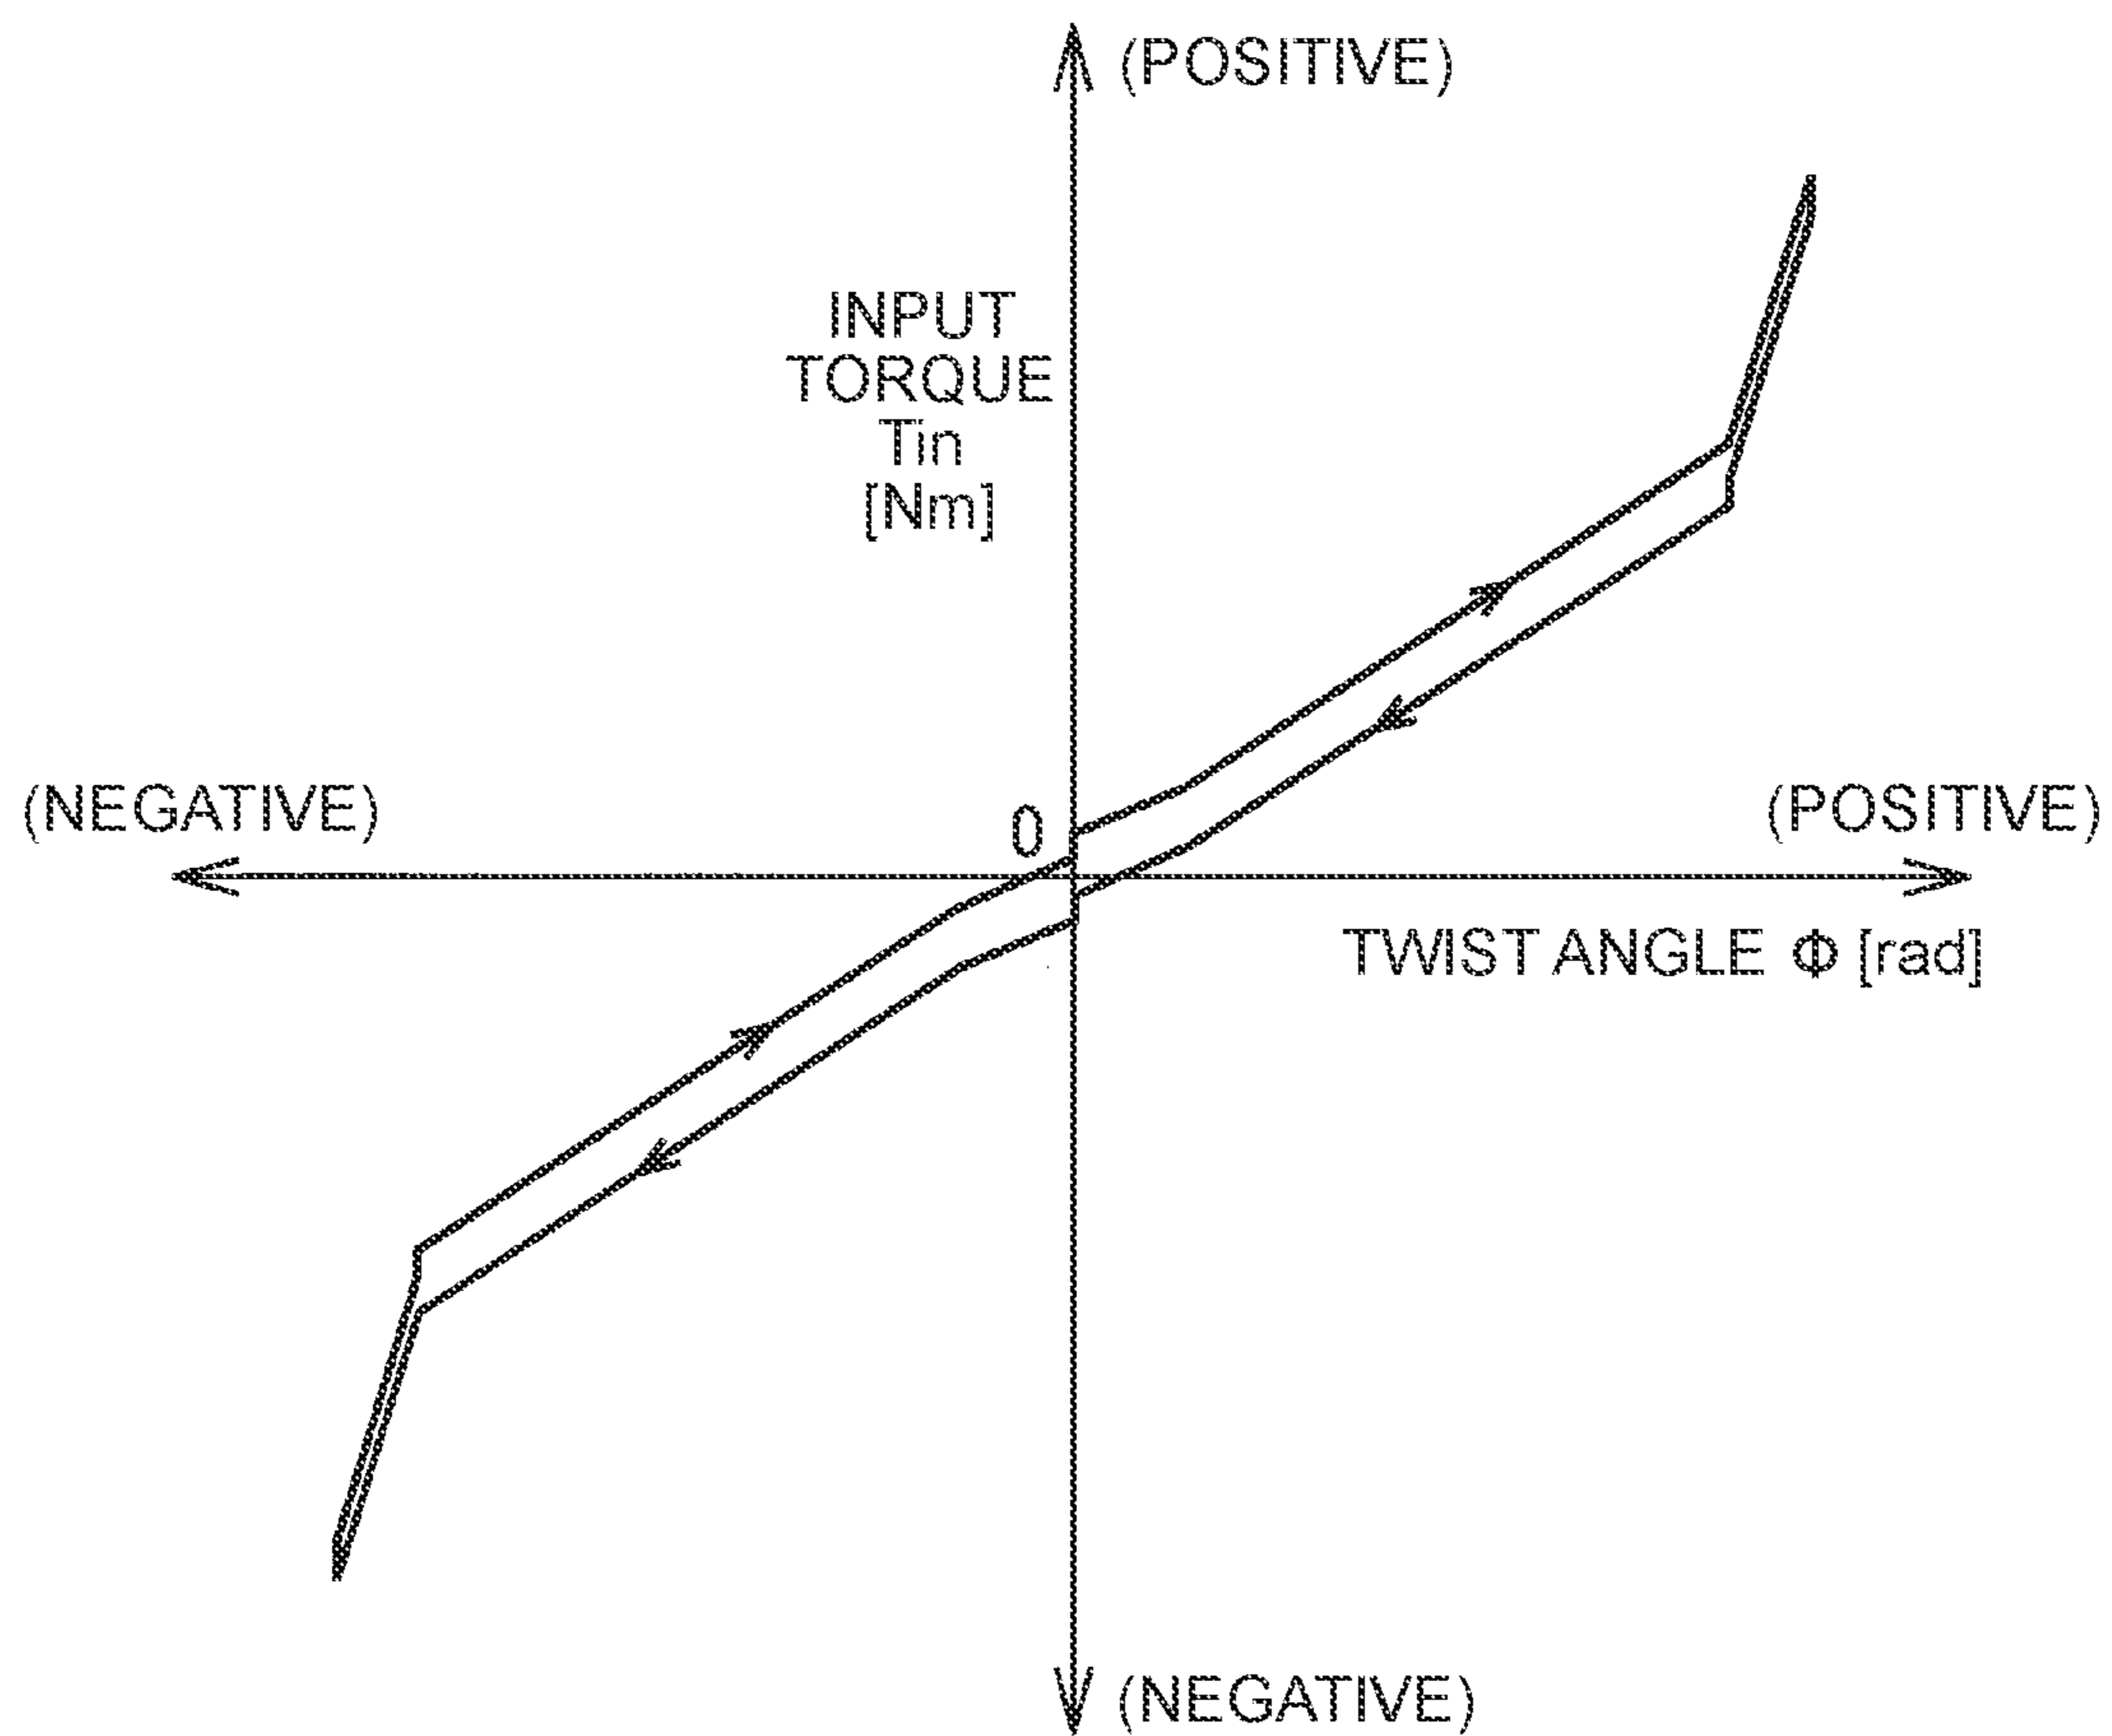 (POSITIVE)
INPUT
TORQUE
Tin
[Nm]
(NEGATIVE)
0
(POSITIVE)
TWIST ANGLE Φ [rad]
(NEGATIVE)